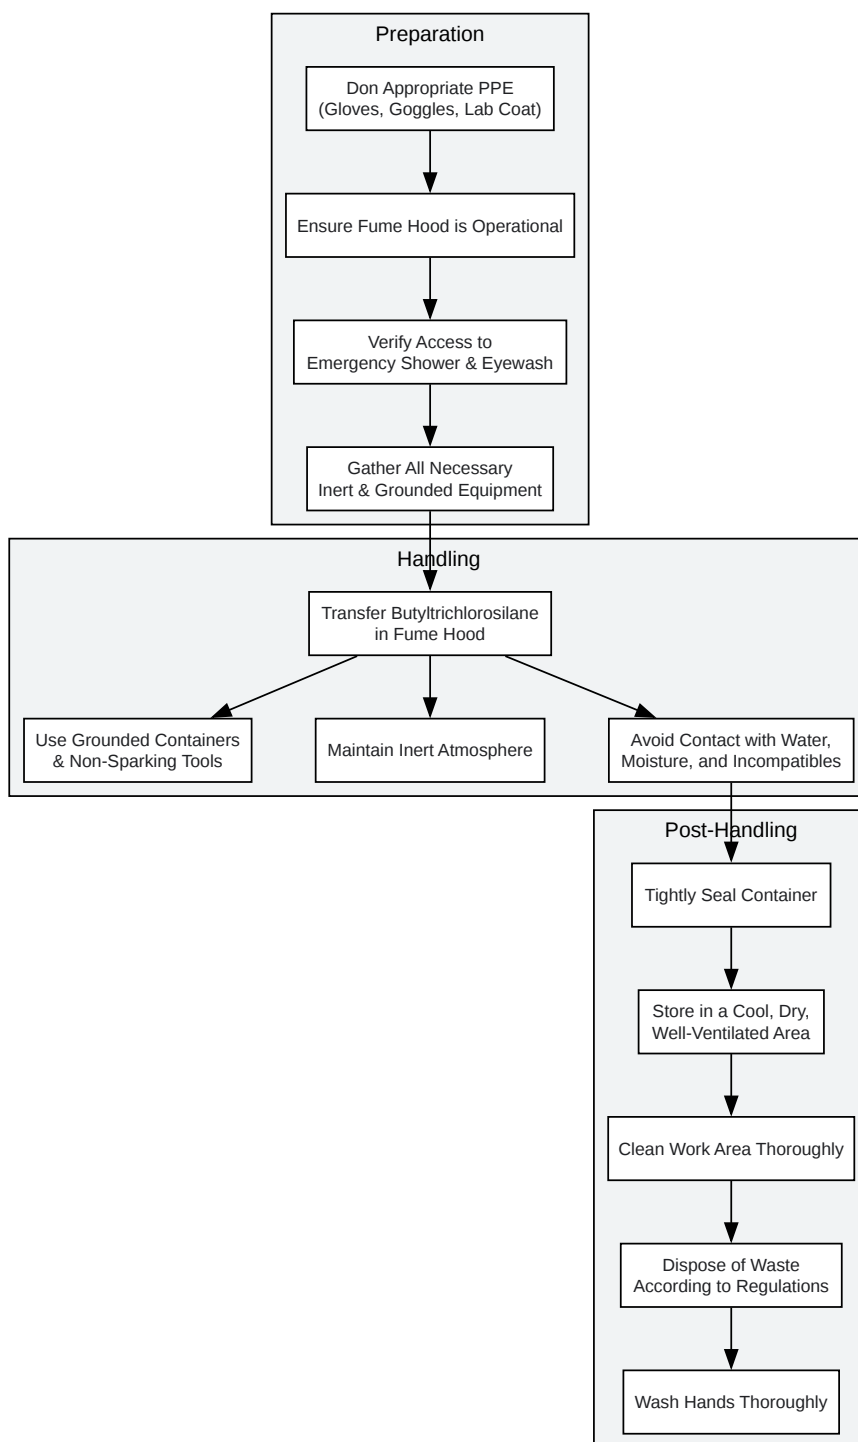 Preparation
Don Appropriate PPE
(Gloves, Goggles, Lab Coat)
Ensure Fume Hood is Operational
Verify Access to
Emergency Shower & Eyewash
Gather All Necessary
Inert & Grounded Equipment
Handling
Transfer Butyltrichlorosilane
in Fume Hood
Use Grounded Containers
& Non-Sparking Tools
Maintain Inert Atmosphere
Avoid Contact with Water,
Moisture, and Incompatibles
Post-Handling
Tightly Seal Container
Store in a Cool, Dry,
Well-Ventilated Area
Clean Work Area Thoroughly
Dispose of Waste
According to Regulations
Wash Hands Thoroughly